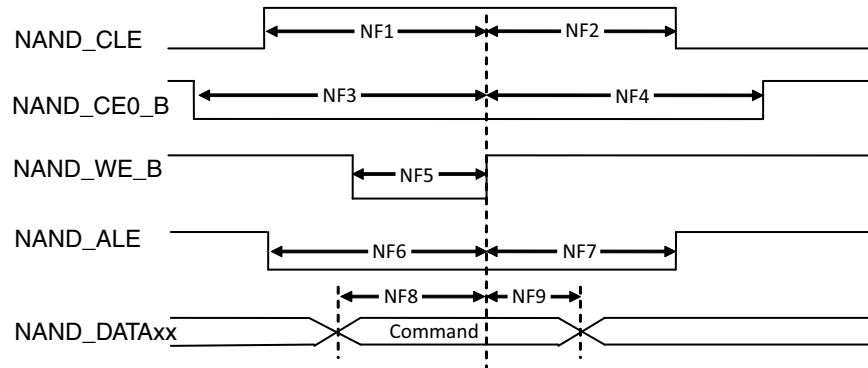 NAND_CLE
NF1
NF2
NAND_CE0_B
NF3
NF4
NAND_WE_B
NF5
NAND_ALE
NF6
NF7
NF8
NF9
NAND_DATAxx
Command